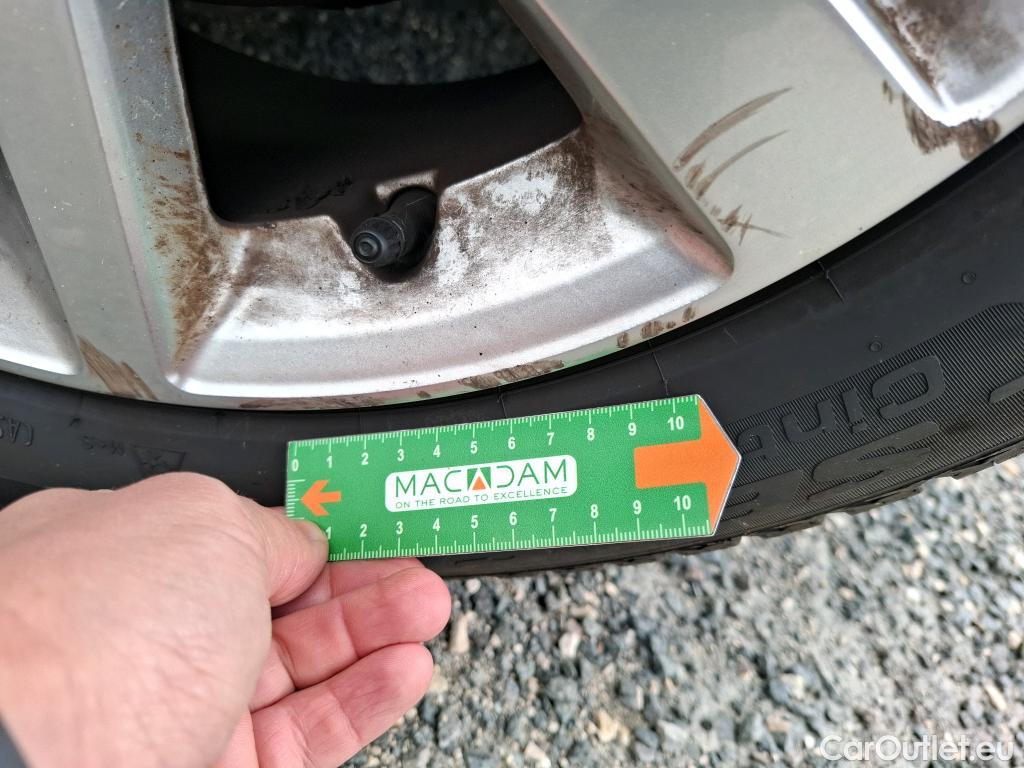 0 1 2 3 4 5 6 7 8 9 10
MACADAM
ON THE ROAD TO EXCELLENCE
1 2 3 4 5 6 7 8 9 10
M+S
CarOutlet.eu